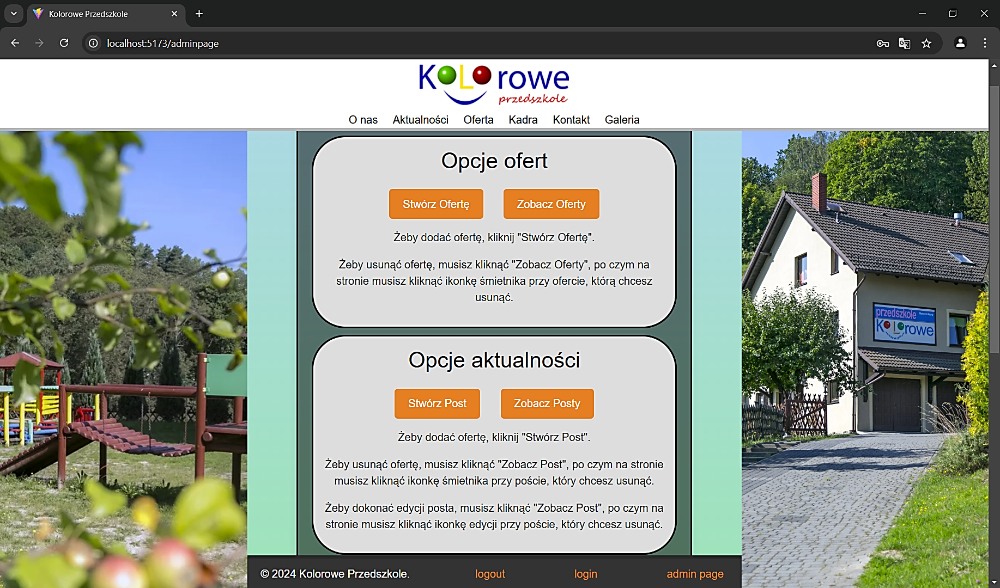 Kolorowe Przedszkole
localhost:5173/adminpage
KOLOrowe
przedszkole
O nas Aktualności Oferta Kadra Kontakt Galeria
Opcje ofert
Stwórz Ofertę Zobacz Oferty
Żeby dodać ofertę, kliknij "Stwórz Ofertę".
Żeby usunąć ofertę, musisz kliknąć "Zobacz Oferty", po czym na
stronie musisz kliknąć ikonkę śmietnika przy ofercie, którą chcesz
usunąć.
przedszkole
KOLOrowe
Opcje aktualności
Stwórz Post Zobacz Posty
Żeby dodać ofertę, kliknij "Stwórz Post".
Żeby usunąć ofertę, musisz kliknąć "Zobacz Post", po czym na stronie
musisz kliknąć ikonkę śmietnika przy poście, który chcesz usunąć.
Żeby dokonać edycji posta, musisz kliknąć "Zobacz Post", po czym na
stronie musisz kliknąć ikonkę edycji przy poście, który chcesz usunąć.
© 2024 Kolorowe Przedszkole. logout login admin page